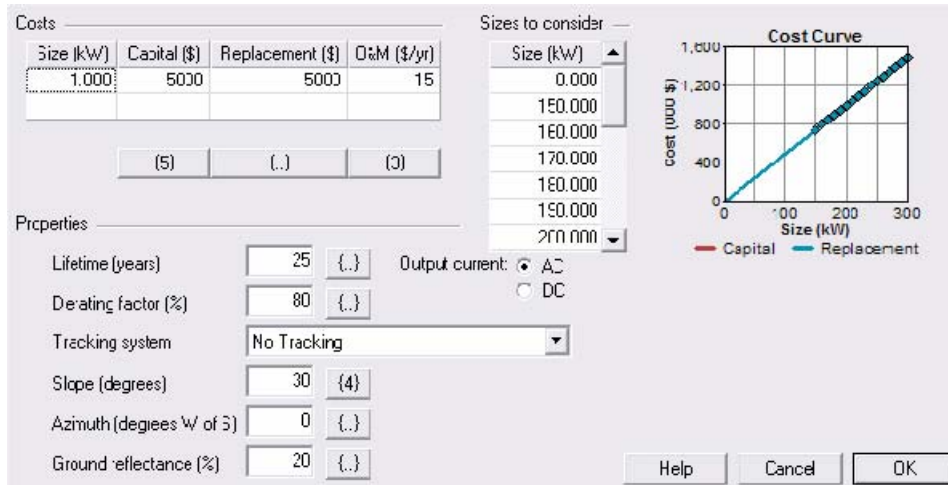 Costs
Size (kW) Capital ($) Replacement ($) O&M ($/yr)
1.000 5000 5000 15
{5} {..} {3}
Sizes to consider
Size (kW)
0.000
150.000
160.000
170.000
180.000
190.000
200.000
Cost Curve
1,600
1,200
800
400
0
Cost (000 $)
0 100 200 300
Size (kW)
Capital Replacement
Properties
Lifetime (years) 25 {..}
Output current: AC
DC
Derating factor (%) 80 {..}
Tracking system No Tracking
Slope (degrees) 30 {4}
Azimuth (degrees W of S) 0 {..}
Ground reflectance (%) 20 {..}
Help Cancel OK